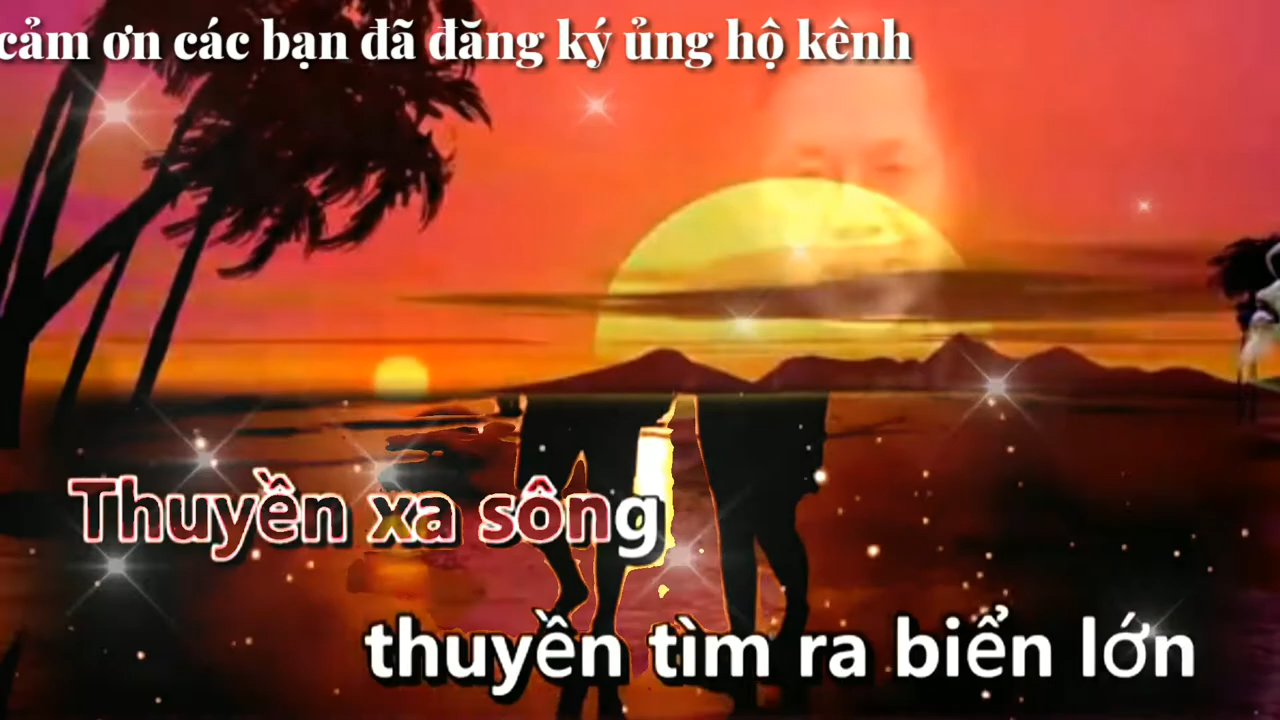 cảm ơn các bạn đã đăng ký ủng hộ kênh
Thuyền xa sông
thuyền tìm ra biển lớn